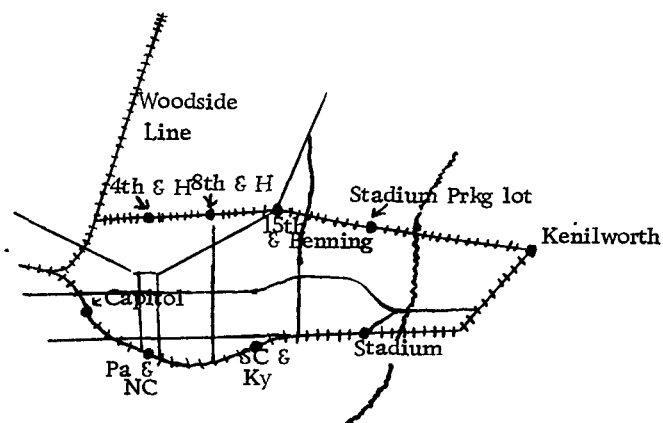 Woodside
Line
4th & H
8th & H
Stadium Prkg lot
15th
& Benning
Kenilworth
Capitol
SC &
Ky
Stadium
Pa &
NC